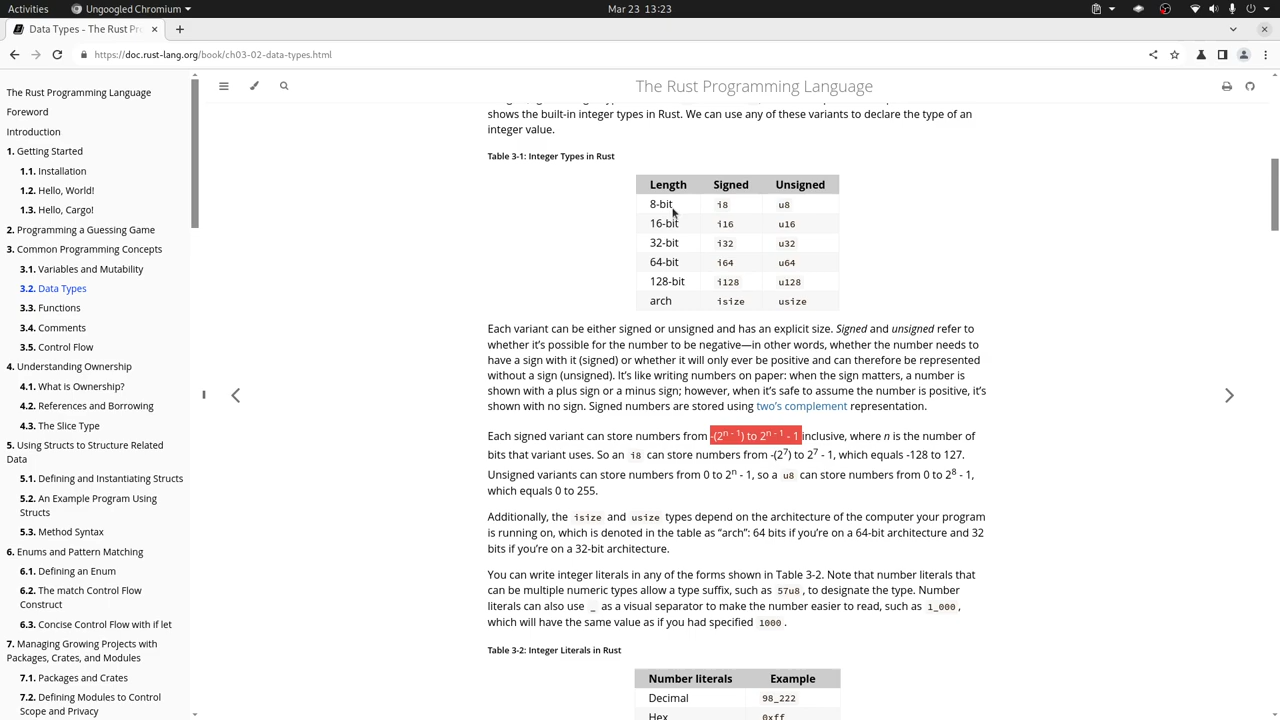 Activities
Ungoogled Chromium
Mar 23 13:23
Data Types - The Rust Pr
https://doc.rust-lang.org/book/ch03-02-data-types.html
The Rust Programming Language
Foreword
Introduction
1. Getting Started
1.1. Installation
1.2. Hello, World!
1.3. Hello, Cargo!
2. Programming a Guessing Game
3. Common Programming Concepts
3.1. Variables and Mutability
3.2. Data Types
3.3. Functions
3.4. Comments
3.5. Control Flow
4. Understanding Ownership
4.1. What is Ownership?
4.2. References and Borrowing
4.3. The Slice Type
5. Using Structs to Structure Related
Data
5.1. Defining and Instantiating Structs
5.2. An Example Program Using
Structs
5.3. Method Syntax
6. Enums and Pattern Matching
6.1. Defining an Enum
6.2. The match Control Flow
Construct
6.3. Concise Control Flow with if let
7. Managing Growing Projects with
Packages, Crates, and Modules
7.1. Packages and Crates
7.2. Defining Modules to Control
Scope and Privacy
The Rust Programming Language
shows the built-in integer types in Rust. We can use any of these variants to declare the type of an
integer value.
Table 3-1: Integer Types in Rust
Length Signed Unsigned
8-bit i8 u8
16-bit i16 u16
32-bit i32 u32
64-bit i64 u64
128-bit i128 u128
arch isize usize
Each variant can be either signed or unsigned and has an explicit size. Signed and unsigned refer to
whether it’s possible for the number to be negative—in other words, whether the number needs to
have a sign with it (signed) or whether it will only ever be positive and can therefore be represented
without a sign (unsigned). It’s like writing numbers on paper: when the sign matters, a number is
shown with a plus sign or a minus sign; however, when it’s safe to assume the number is positive, it’s
shown with no sign. Signed numbers are stored using two’s complement representation.
Each signed variant can store numbers from -(2ⁿ ⁻ ¹) to 2ⁿ ⁻ ¹ - 1 inclusive, where n is the number of
bits that variant uses. So an i8 can store numbers from -(2⁷) to 2⁷ - 1, which equals -128 to 127.
Unsigned variants can store numbers from 0 to 2ⁿ - 1, so a u8 can store numbers from 0 to 2⁸ - 1,
which equals 0 to 255.
Additionally, the isize and usize types depend on the architecture of the computer your program
is running on, which is denoted in the table as “arch”: 64 bits if you’re on a 64-bit architecture and 32
bits if you’re on a 32-bit architecture.
You can write integer literals in any of the forms shown in Table 3-2. Note that number literals that
can be multiple numeric types allow a type suffix, such as 57u8, to designate the type. Number
literals can also use _ as a visual separator to make the number easier to read, such as 1_000,
which will have the same value as if you had specified 1000.
Table 3-2: Integer Literals in Rust
Number literals Example
Decimal 98_222
Hex 0xff